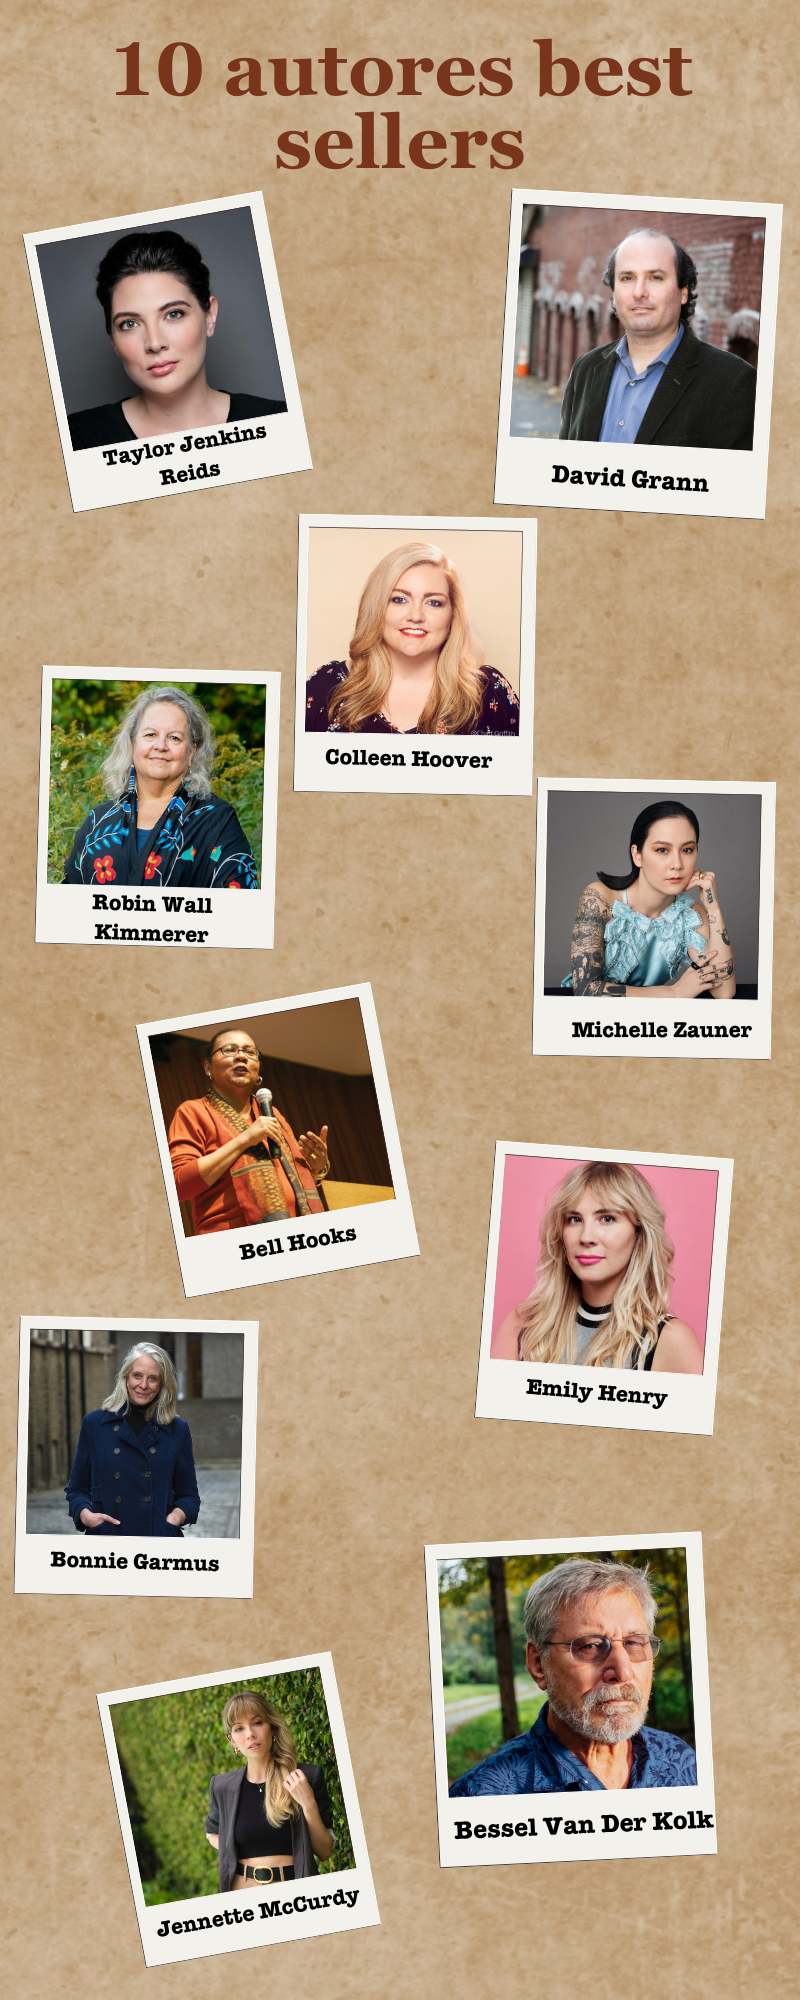 10 autores best
sellers
Taylor Jenkins
Reids
David Grann
Colleen Hoover
Robin Wall
Kimmerer
Michelle Zauner
Bell Hooks
Emily Henry
Bonnie Garmus
Bessel Van Der Kolk
Jennette McCurdy